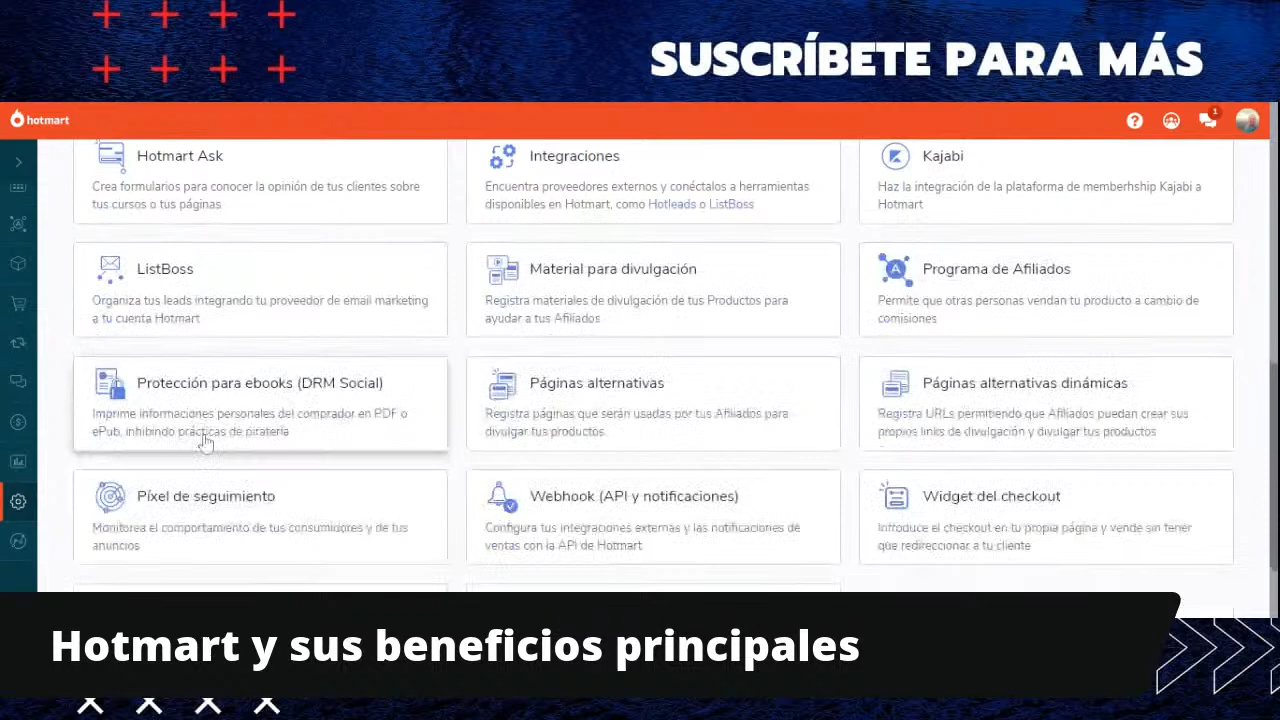 SUSCRÍBETE PARA MÁS
hotmart
1
Hotmart Ask
Crea formularios para conocer la opinión de tus clientes sobre
tus cursos o tus páginas
Integraciones
Encuentra proveedores externos y conéctalos a herramientas
disponibles en Hotmart, como Hotleads o ListBoss
Kajabi
Haz la integración de la plataforma de memberhship Kajabi a
Hotmart
ListBoss
Organiza tus leads integrando tu proveedor de email marketing
a tu cuenta Hotmart
Material para divulgación
Registra materiales de divulgación de tus Productos para
ayudar a tus Afiliados
Programa de Afiliados
Permite que otras personas vendan tu producto a cambio de
comisiones
Protección para ebooks (DRM Social)
Imprime informaciones personales del comprador en PDF o
ePub, inhibindo prácticas de piratería
Páginas alternativas
Registra páginas que serán usadas por tus Afiliados para
divulgar tus productos
Páginas alternativas dinámicas
Registra URLs permitiendo que Afiliados puedan crear sus
propios links de divulgación y divulgar tus productos
Píxel de seguimiento
Monitorea el comportamiento de tus consumidores y de tus
anuncios
Webhook (API y notificaciones)
Configura tus integraciones externas y las notificaciones de
ventas con la API de Hotmart
Widget del checkout
Introduce el checkout en tu propia página y vende sin tener
que redireccionar a tu cliente
Hotmart y sus beneficios principales